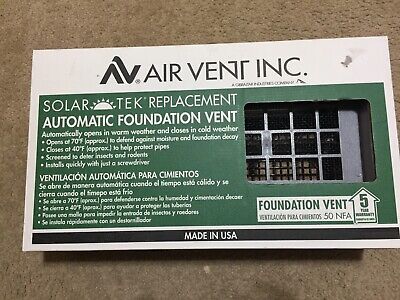 AIR VENT INC.
A GIBRALTAR INDUSTRIES COMPANY
SOLAR TEK® REPLACEMENT
AUTOMATIC FOUNDATION VENT
Automatically opens in warm weather and closes in cold weather
• Opens at 70°F (approx.) to defend against moisture and foundation decay
• Closes at 40°F (approx.) to help protect pipes
• Screened to deter insects and rodents
• Installs quickly with just a screwdriver
VENTILACIÓN AUTOMÁTICA PARA CIMIENTOS
Se abre de manera automática cuando el tiempo está cálido y se
cierra cuando el tiempo está frío
• Se abre a 70°F (aprox.) para defenderse contra la humedad y cimentación decaer
• Se cierra a 40°F (aprox.) para ayudar a proteger las tuberías
• Posee una malla para impedir la entrada de insectos y roedores
• Se instala rápidamente con un destornillador
FOUNDATION VENT
VENTILACIÓN PARA CIMIENTOS 50 NFA
5
YEAR
WARRANTY
MADE IN USA